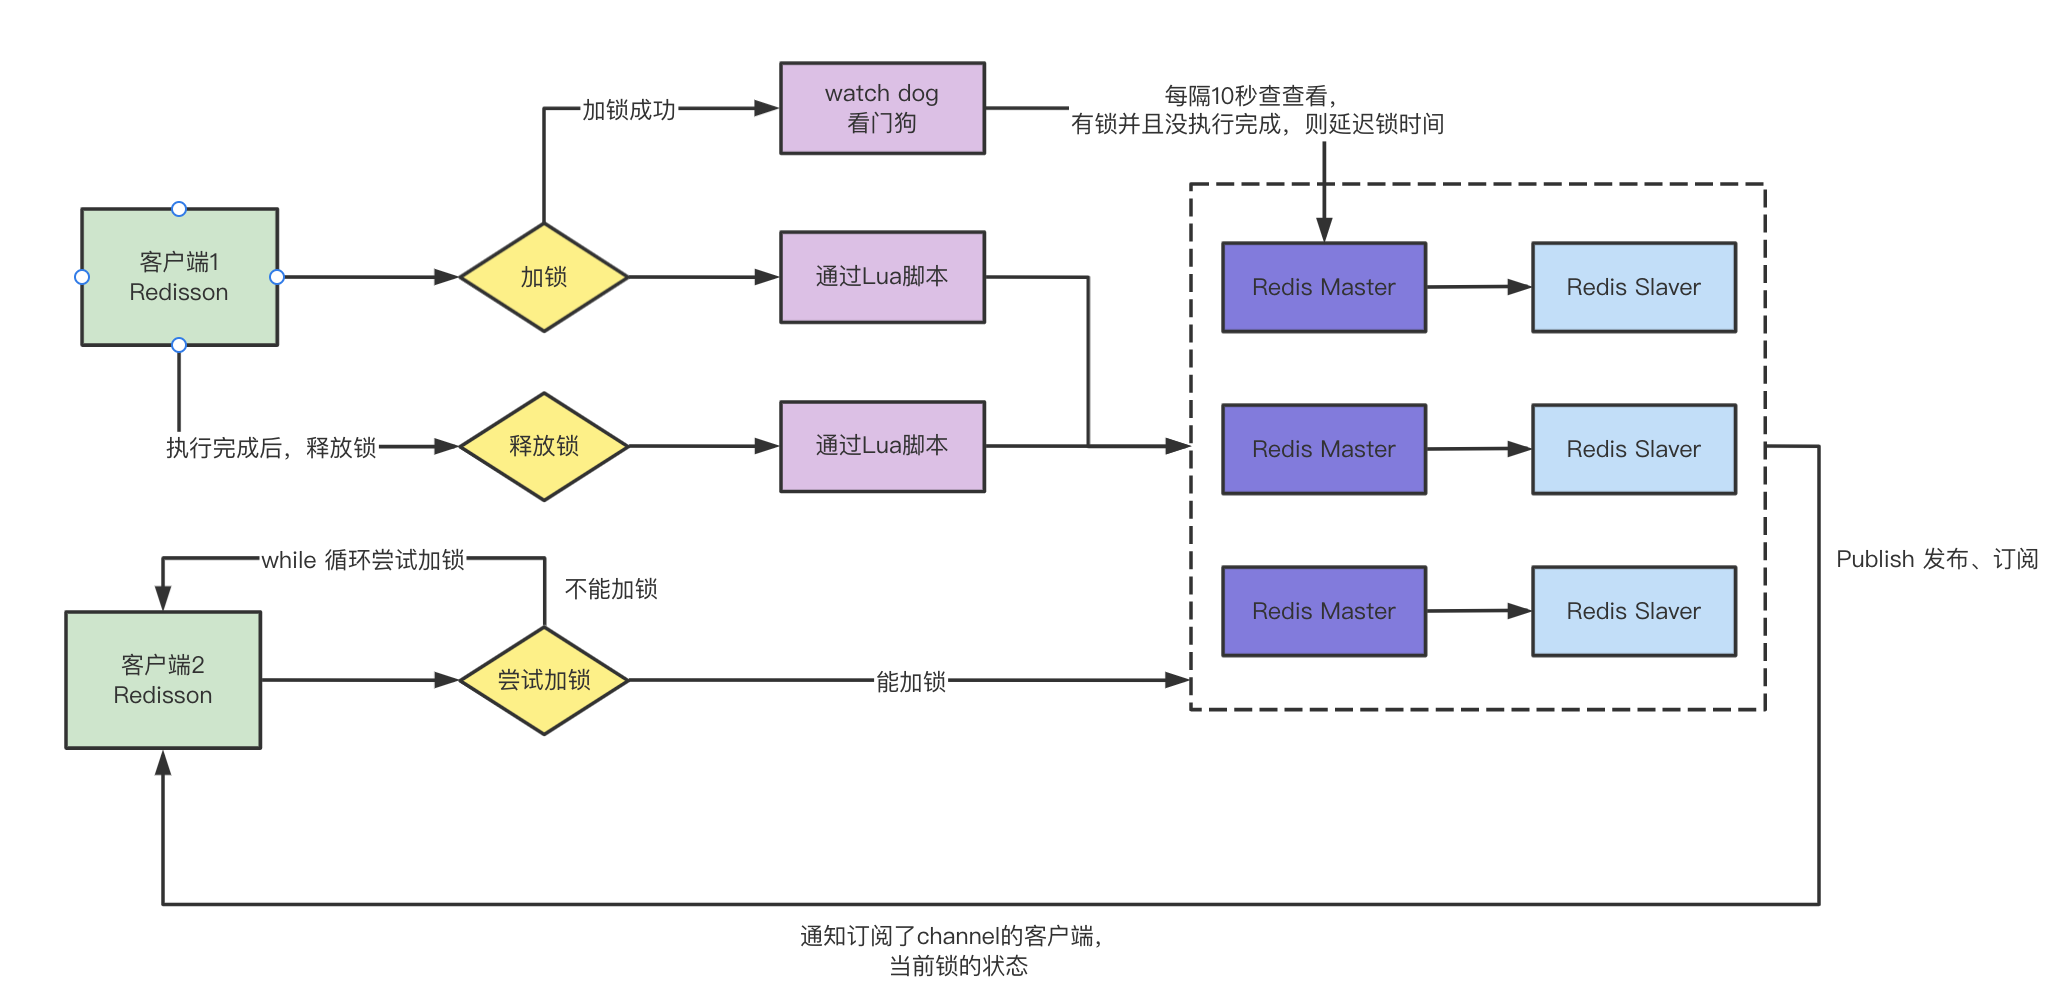 watch dog
看门狗
加锁成功
每隔10秒查查看，
有锁并且没执行完成，则延迟锁时间
客户端1
Redisson
加锁
通过Lua脚本
Redis Master
Redis Slaver
执行完成后，释放锁
释放锁
通过Lua脚本
Redis Master
Redis Slaver
while 循环尝试加锁
不能加锁
Publish 发布、订阅
Redis Master
Redis Slaver
客户端2
Redisson
尝试加锁
能加锁
通知订阅了channel的客户端，
当前锁的状态